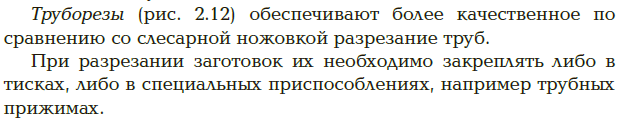 Труборезы (рис. 2.12) обеспечивают более качественное по
сравнению со слесарной ножовкой разрезание труб.
При разрезании заготовок их необходимо закреплять либо в
тисках, либо в специальных приспособлениях, например трубных
прижимах.